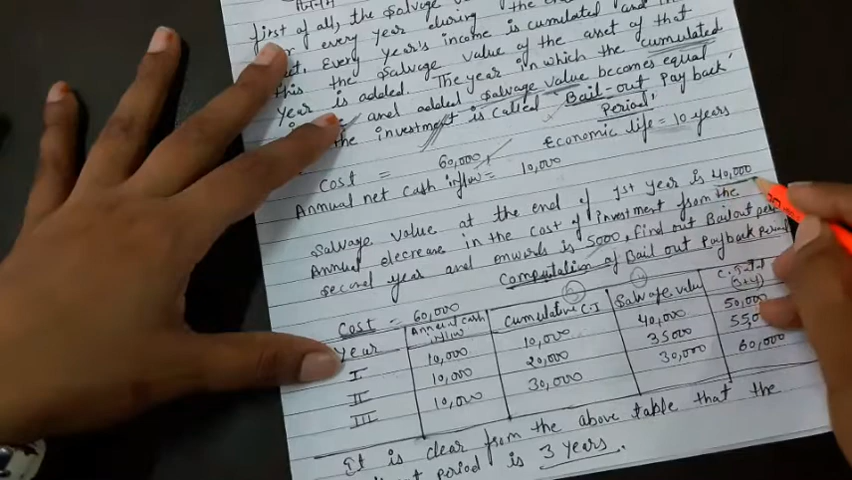 first of all, the salvage
every year during the
Every year's income is cumulated and
this the salvage value of the asset of that
year is added. The year in which the cumulated
and added salvage value becomes equal
the investment is called Bail-out Pay back
Period.
Cost = 60,000 Economic life = 10 years
Annual net cash inflow = 10,000
Salvage value at the end of 1st year is 40,000
Annual decrease in the cost of investment from the
second year and onwards is 5000, find out Bailout
Computation of Bail out Payback Period
Cost = 60,000
Year Annual cash inflow Cumulative C.I Salvage value (3+4)
I 10,000 10,000 40,000 50,000
II 10,000 20,000 35000
III 10,000 30,000 30,000 60,000
It is clear from the above table that the
period is 3 years.